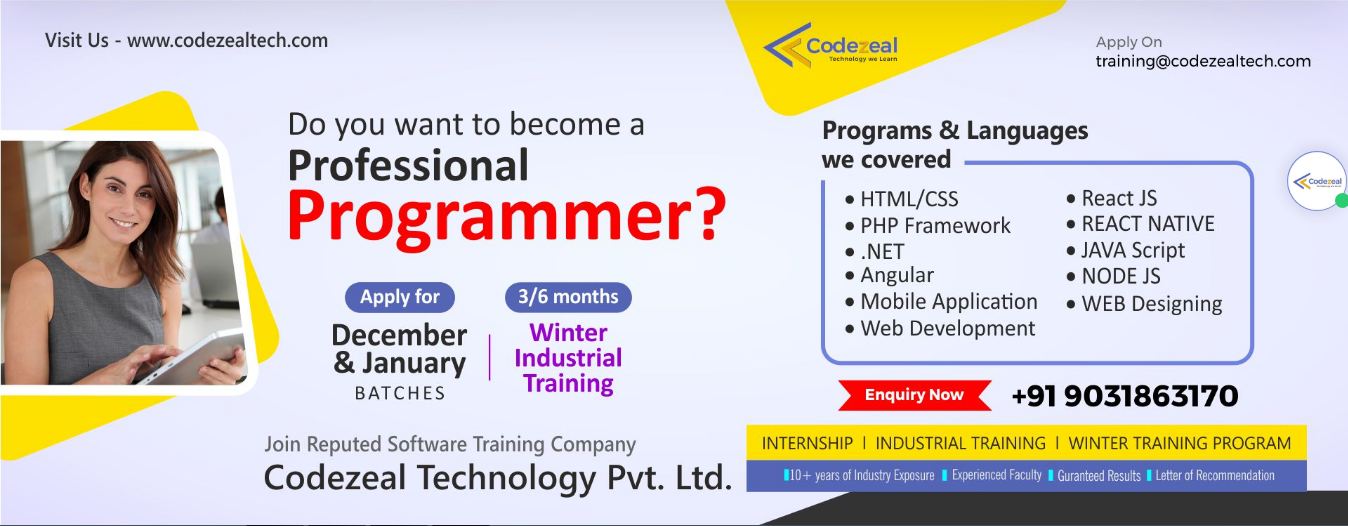 Visit Us - www.codezealtech.com
Codezeal
Technology we Learn
Apply On
training@codezealtech.com
Do you want to become a
Professional
Programmer?
Apply for
December
& January
BATCHES
3/6 months
Winter
Industrial
Training
Join Reputed Software Training Company
Codezeal Technology Pvt. Ltd.
Programs & Languages
we covered
• HTML/CSS
• PHP Framework
• .NET
• Angular
• Mobile Application
• Web Development
• React JS
• REACT NATIVE
• JAVA Script
• NODE JS
• WEB Designing
Codezeal
Enquiry Now
+91 9031863170
INTERNSHIP | INDUSTRIAL TRAINING | WINTER TRAINING PROGRAM
10+ years of Industry Exposure Experienced Faculty Guranteed Results Letter of Recommendation